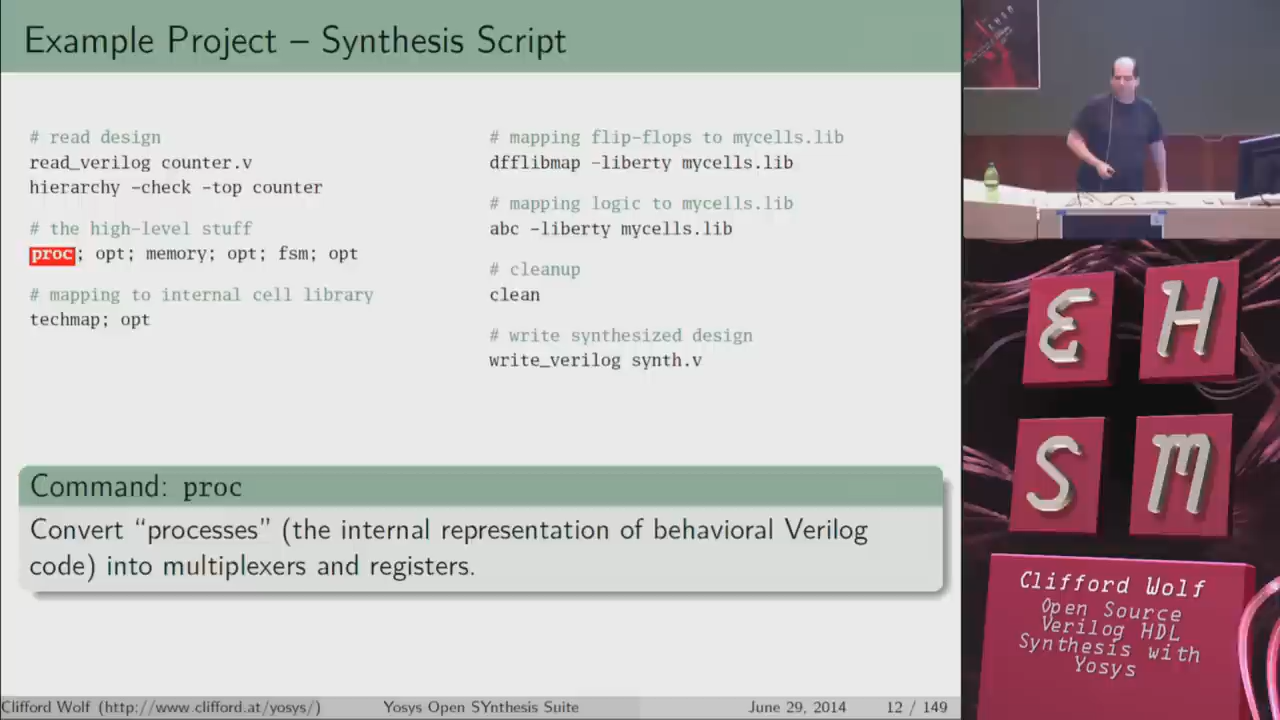 Example Project – Synthesis Script
# read design
read_verilog counter.v
hierarchy -check -top counter
# the high-level stuff
proc; opt; memory; opt; fsm; opt
# mapping to internal cell library
techmap; opt
# mapping flip-flops to mycells.lib
dfflibmap -liberty mycells.lib
# mapping logic to mycells.lib
abc -liberty mycells.lib
# cleanup
clean
# write synthesized design
write_verilog synth.v
Command: proc
Convert “processes” (the internal representation of behavioral Verilog
code) into multiplexers and registers.
Clifford Wolf (http://www.clifford.at/yosys/) Yosys Open SYnthesis Suite June 29, 2014 12 / 149
E H
S M
Clifford Wolf
Open Source
Verilog HDL
Synthesis with
Yosys